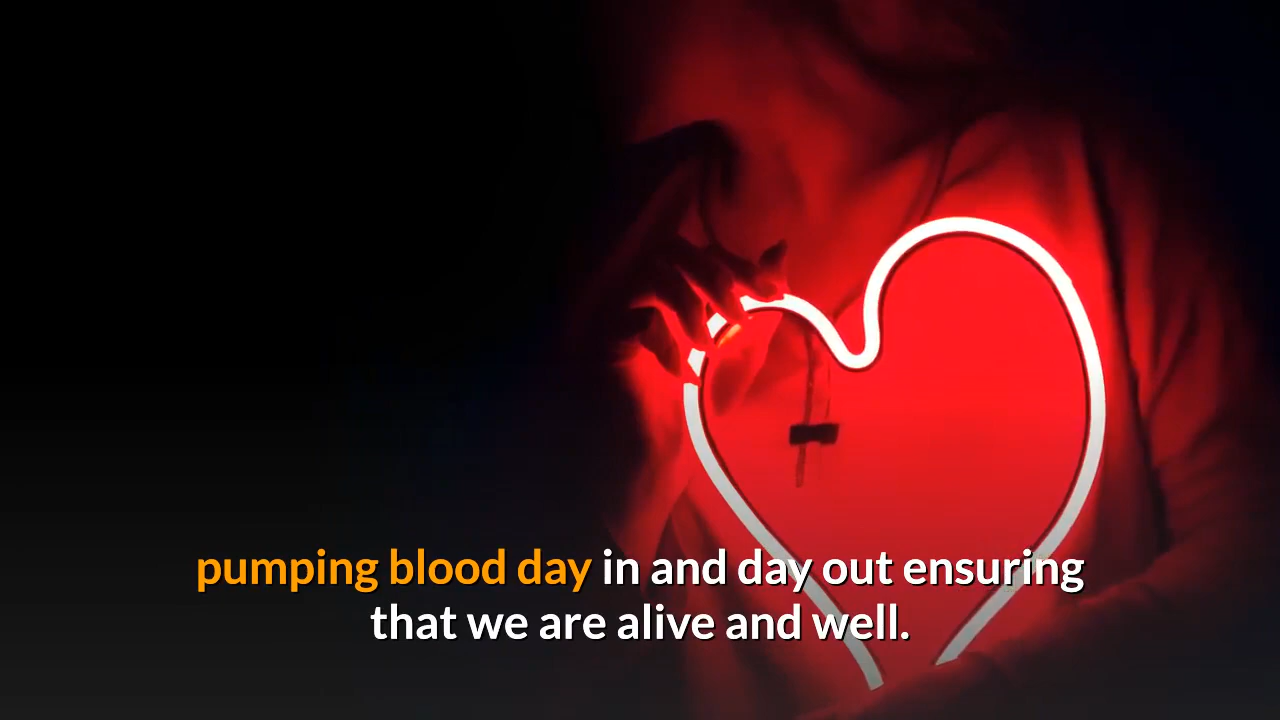 pumping blood day in and day out ensuring
that we are alive and well.